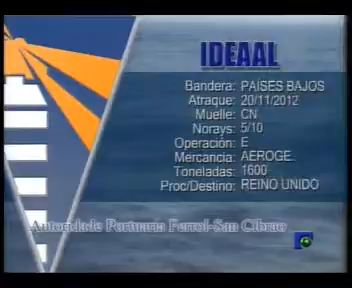 IDEAAL
Bandera: PAÍSES BAJOS
Atraque: 20/11/2012
Muelle: CN
Norays: 5/10
Operación: E
Mercancia: AEROGE.
Toneladas: 1600
Proc/Destino: REINO UNIDO
Autoridade Portuaria Ferrol-San Cibrao